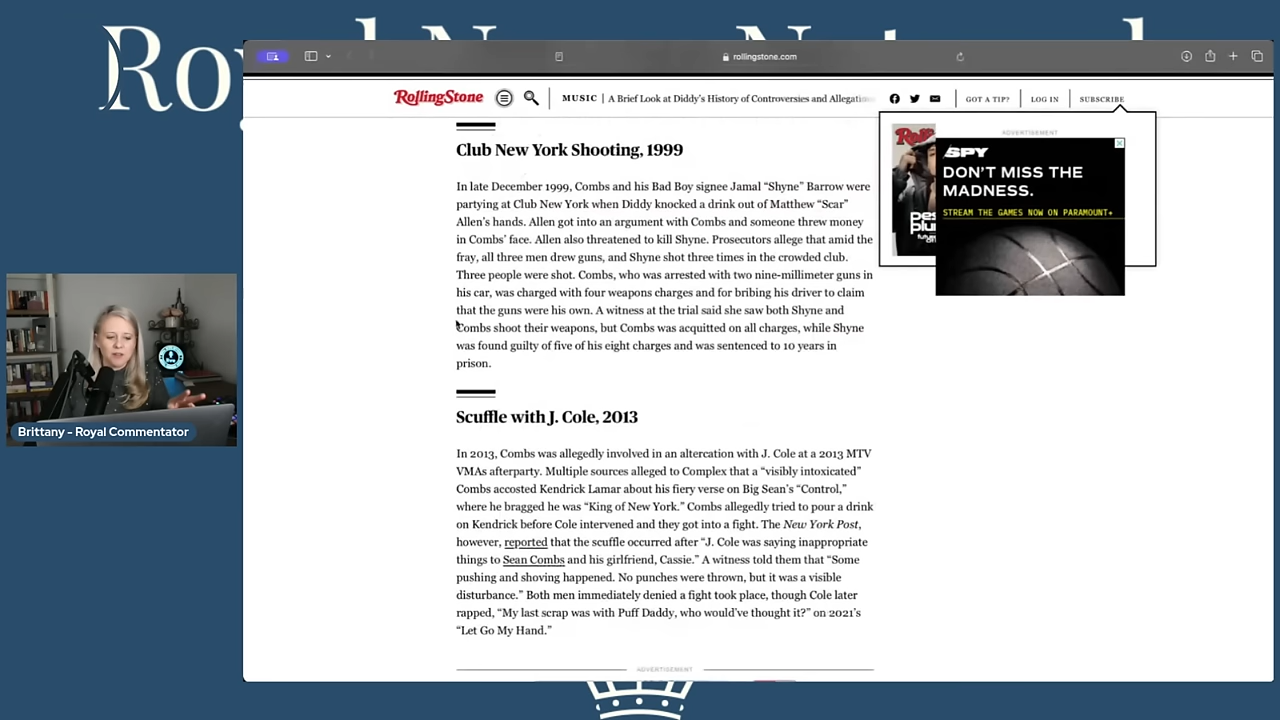 rollingstone.com
RollingStone
MUSIC | A Brief Look at Diddy's History of Controversies and Allegations
GOT A TIP?
LOG IN
SUBSCRIBE
Club New York Shooting, 1999
In late December 1999, Combs and his Bad Boy signee Jamal “Shyne” Barrow were
partying at Club New York when Diddy knocked a drink out of Matthew “Scar”
Allen’s hands. Allen got into an argument with Combs and someone threw money
in Combs’ face. Allen also threatened to kill Shyne. Prosecutors allege that amid the
fray, all three men drew guns, and Shyne shot three times in the crowded club.
Three people were shot. Combs, who was arrested with two nine-millimeter guns in
his car, was charged with four weapons charges and for bribing his driver to claim
that the guns were his own. A witness at the trial said she saw both Shyne and
Combs shoot their weapons, but Combs was acquitted on all charges, while Shyne
was found guilty of five of his eight charges and was sentenced to 10 years in
prison.
Scuffle with J. Cole, 2013
In 2013, Combs was allegedly involved in an altercation with J. Cole at a 2013 MTV
VMAs afterparty. Multiple sources alleged to Complex that a “visibly intoxicated”
Combs accosted Kendrick Lamar about his fiery verse on Big Sean’s “Control,”
where he bragged he was “King of New York.” Combs allegedly tried to pour a drink
on Kendrick before Cole intervened and they got into a fight. The New York Post,
however, reported that the scuffle occurred after “J. Cole was saying inappropriate
things to Sean Combs and his girlfriend, Cassie.” A witness told them that “Some
pushing and shoving happened. No punches were thrown, but it was a visible
disturbance.” Both men immediately denied a fight took place, though Cole later
rapped, “My last scrap was with Puff Daddy, who would’ve thought it?” on 2021’s
“Let Go My Hand.”
ADVERTISEMENT
ADVERTISEMENT
SPY
DON’T MISS THE
MADNESS.
STREAM THE GAMES NOW ON PARAMOUNT+
Brittany - Royal Commentator